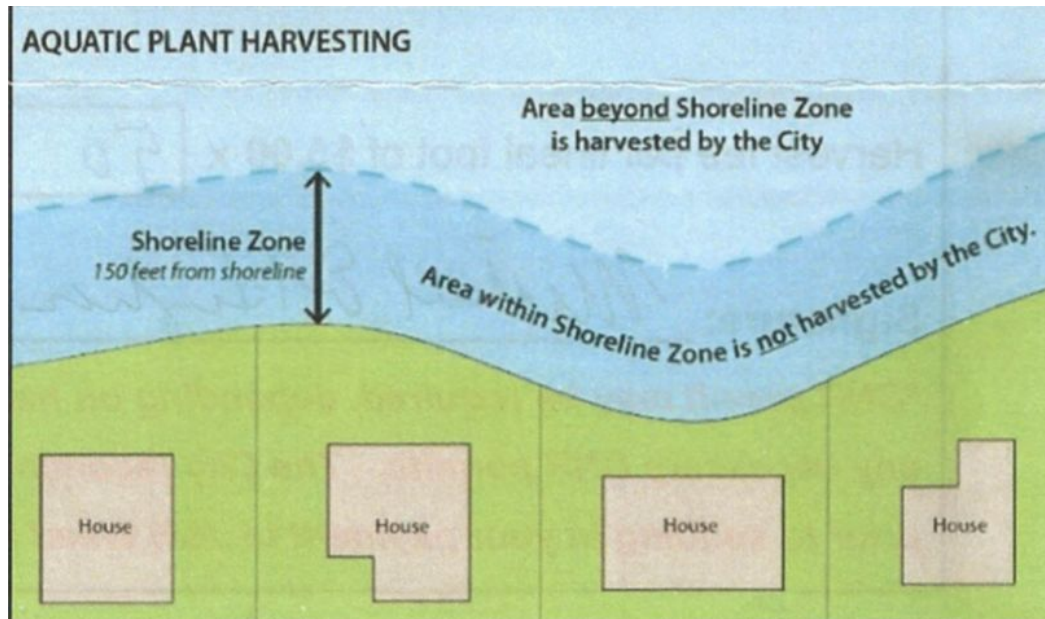 AQUATIC PLANT HARVESTING
Area beyond Shoreline Zone
is harvested by the City
Shoreline Zone
150 feet from shoreline
Area within Shoreline Zone is not harvested by the City.
House
House
House
House